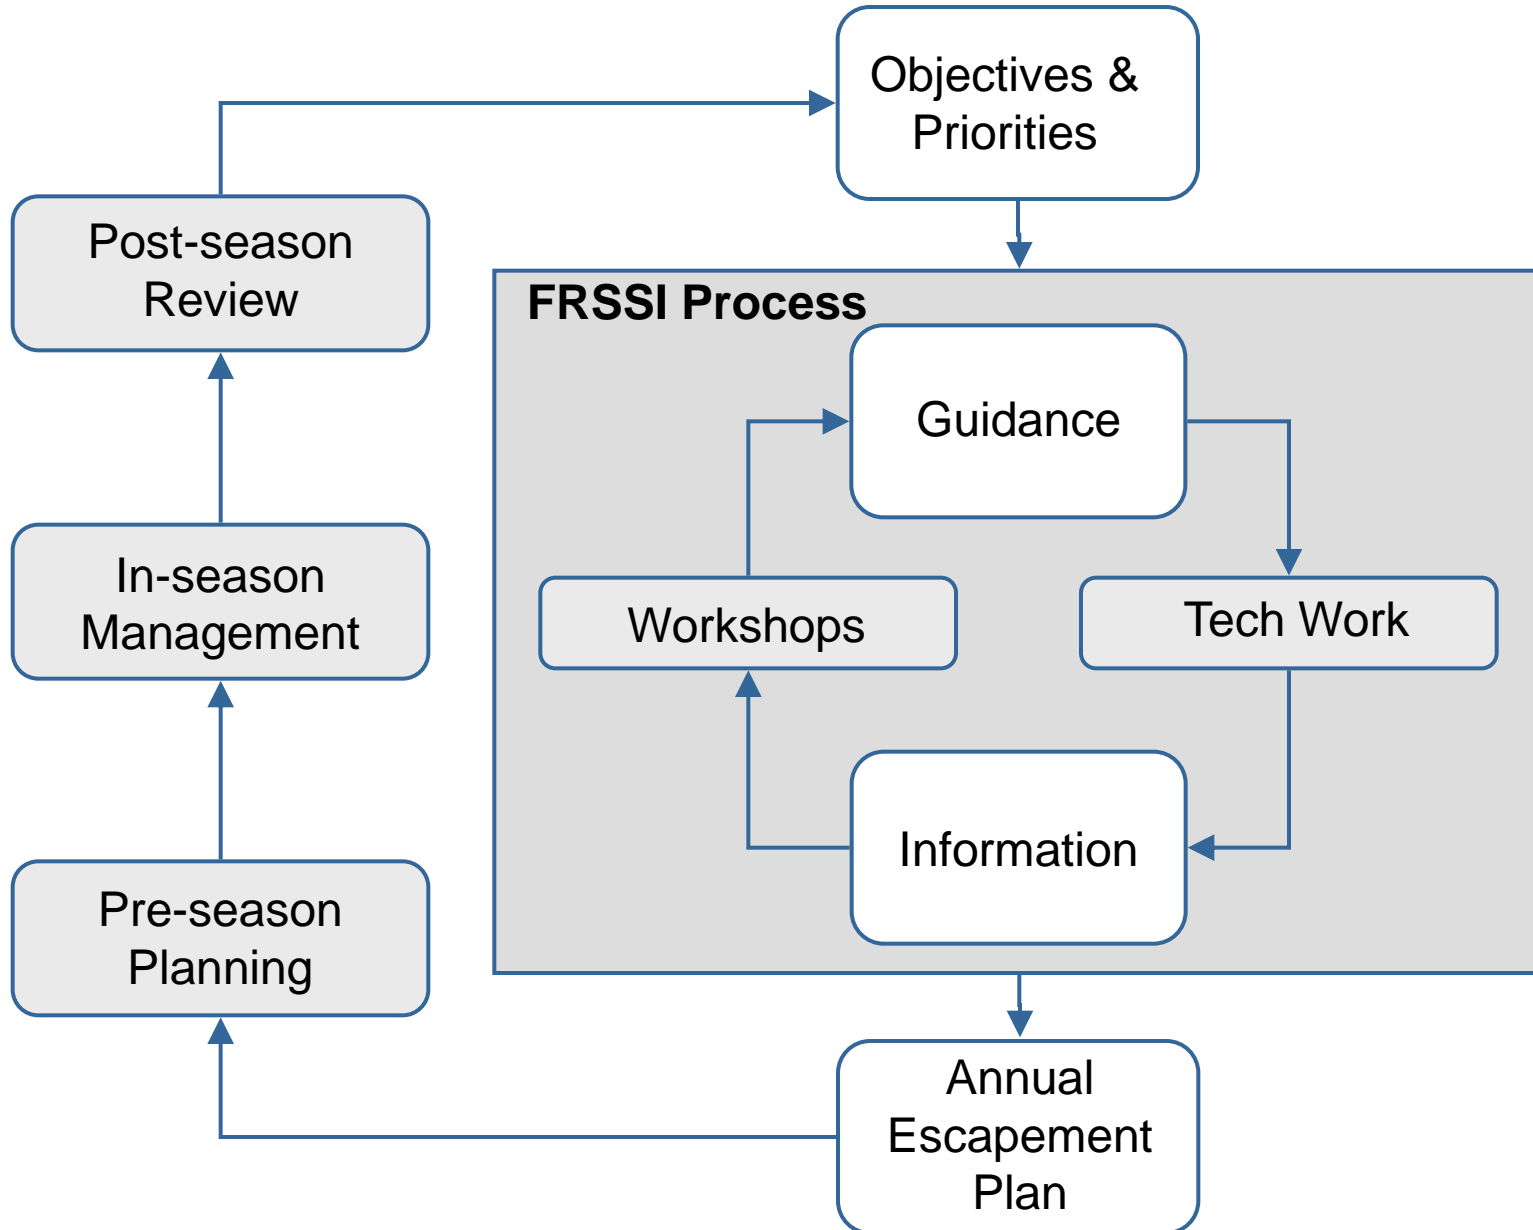 Objectives &
Priorities
Post-season
Review
FRSSI Process
Guidance
In-season
Management
Workshops
Tech Work
Information
Pre-season
Planning
Annual
Escapement
Plan